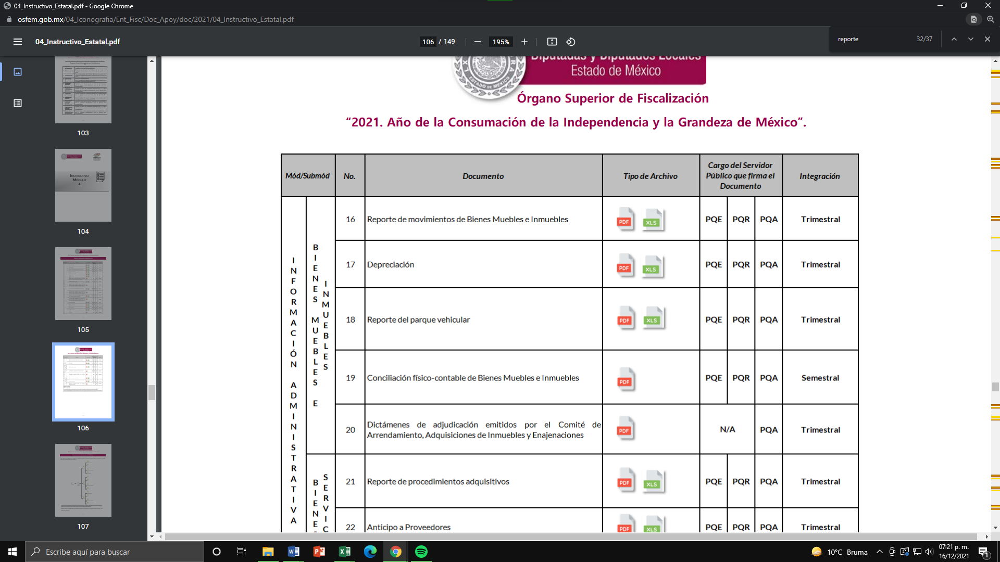 04_Instructivo_Estatal.pdf - Google Chrome
osfem.gob.mx/04_Iconografia/Ent_Fisc/Doc_Apoy/doc/2021/04_Instructivo_Estatal.pdf
04_Instructivo_Estatal.pdf
106 / 149
195%
reporte
32/37
103
INSTRUCTIVO
MÓDULO
4
104
105
106
107
Diputadas y Diputados Locales
Estado de México
ESTADO DE MÉXICO
Órgano Superior de Fiscalización
“2021. Año de la Consumación de la Independencia y la Grandeza de México”.
Mód/Submód No. Documento Tipo de Archivo Cargo del Servidor Público que firma el Documento Integración
INFORMACIÓN ADMINISTRATIVA
BIENES MUEBLES E
INMUEBLES
16 Reporte de movimientos de Bienes Muebles e Inmuebles PDF XLS PQE PQR PQA Trimestral
17 Depreciación PDF XLS PQE PQR PQA Trimestral
18 Reporte del parque vehicular PDF XLS PQE PQR PQA Trimestral
19 Conciliación físico-contable de Bienes Muebles e Inmuebles PDF PQE PQR PQA Semestral
20 Dictámenes de adjudicación emitidos por el Comité de
Arrendamiento, Adquisiciones de Inmuebles y Enajenaciones PDF N/A PQA Trimestral
BIENES
SERVIC
21 Reporte de procedimientos adquisitivos PDF XLS PQE PQR PQA Trimestral
22 Anticipo a Proveedores PDF XLS PQE PQR PQA Trimestral
Escribe aquí para buscar
10°C Bruma
07:21 p. m.
16/12/2021
1